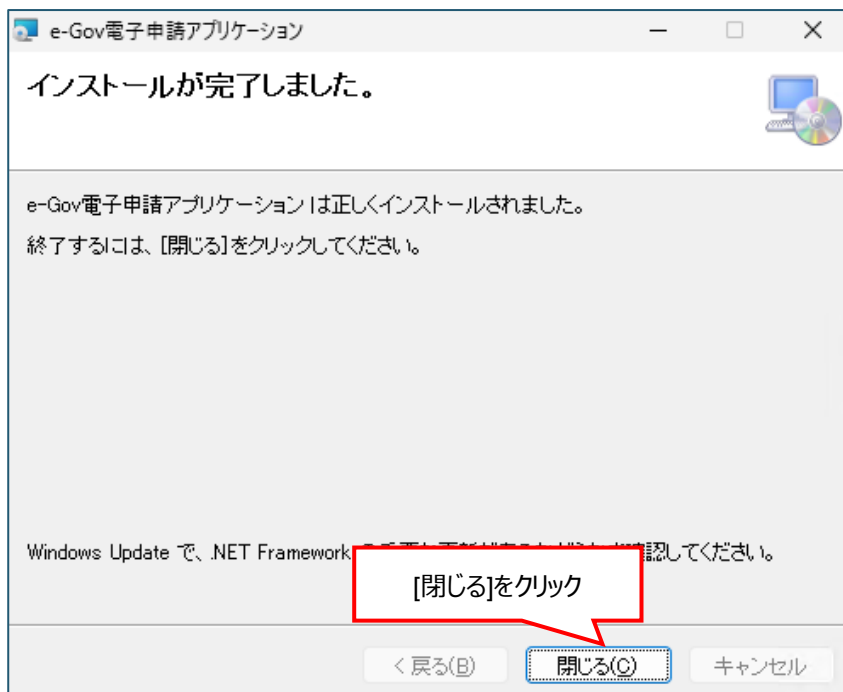 e-Gov電子申請アプリケーション
インストールが完了しました。
e-Gov電子申請アプリケーション は正しくインストールされました。
終了するには、[閉じる]をクリックしてください。
Windows Update で、.NET Framework 認してください。
[閉じる]をクリック
< 戻る(B) 閉じる(C) キャンセル